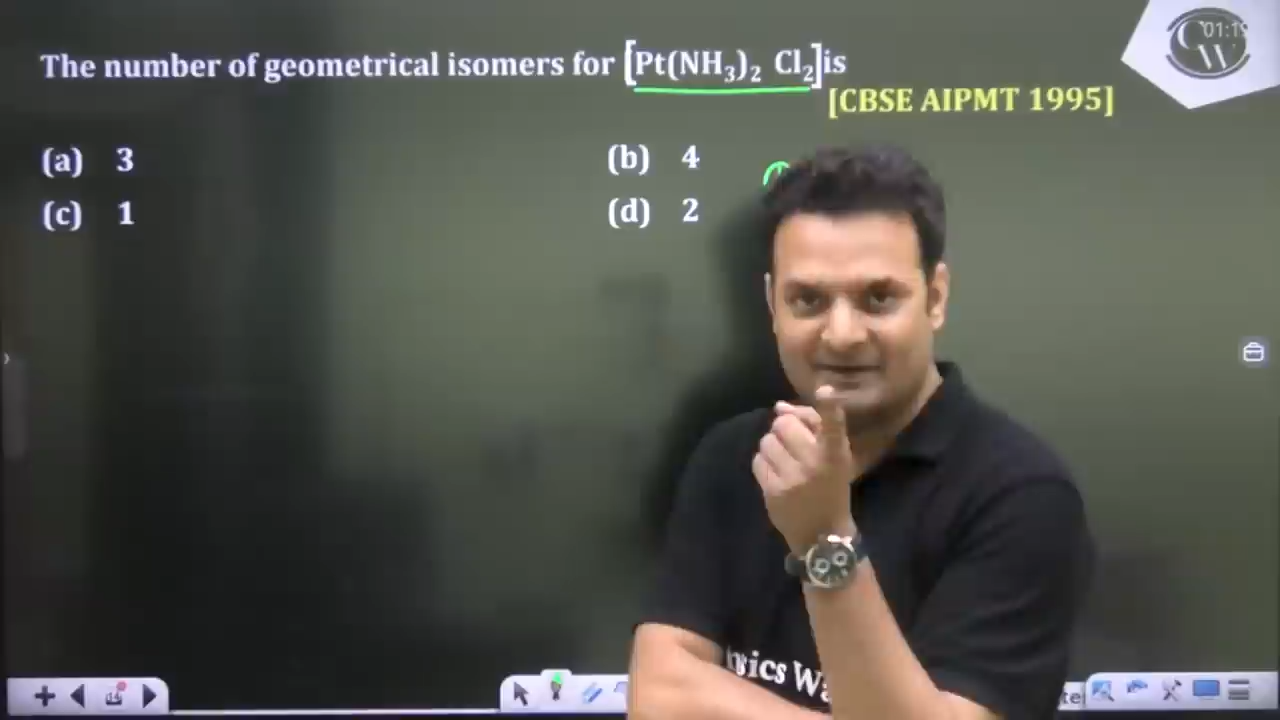 The number of geometrical isomers for [Pt(NH₃)₂ Cl₂]is
[CBSE AIPMT 1995]
(a) 3
(b) 4
(c) 1
(d) 2